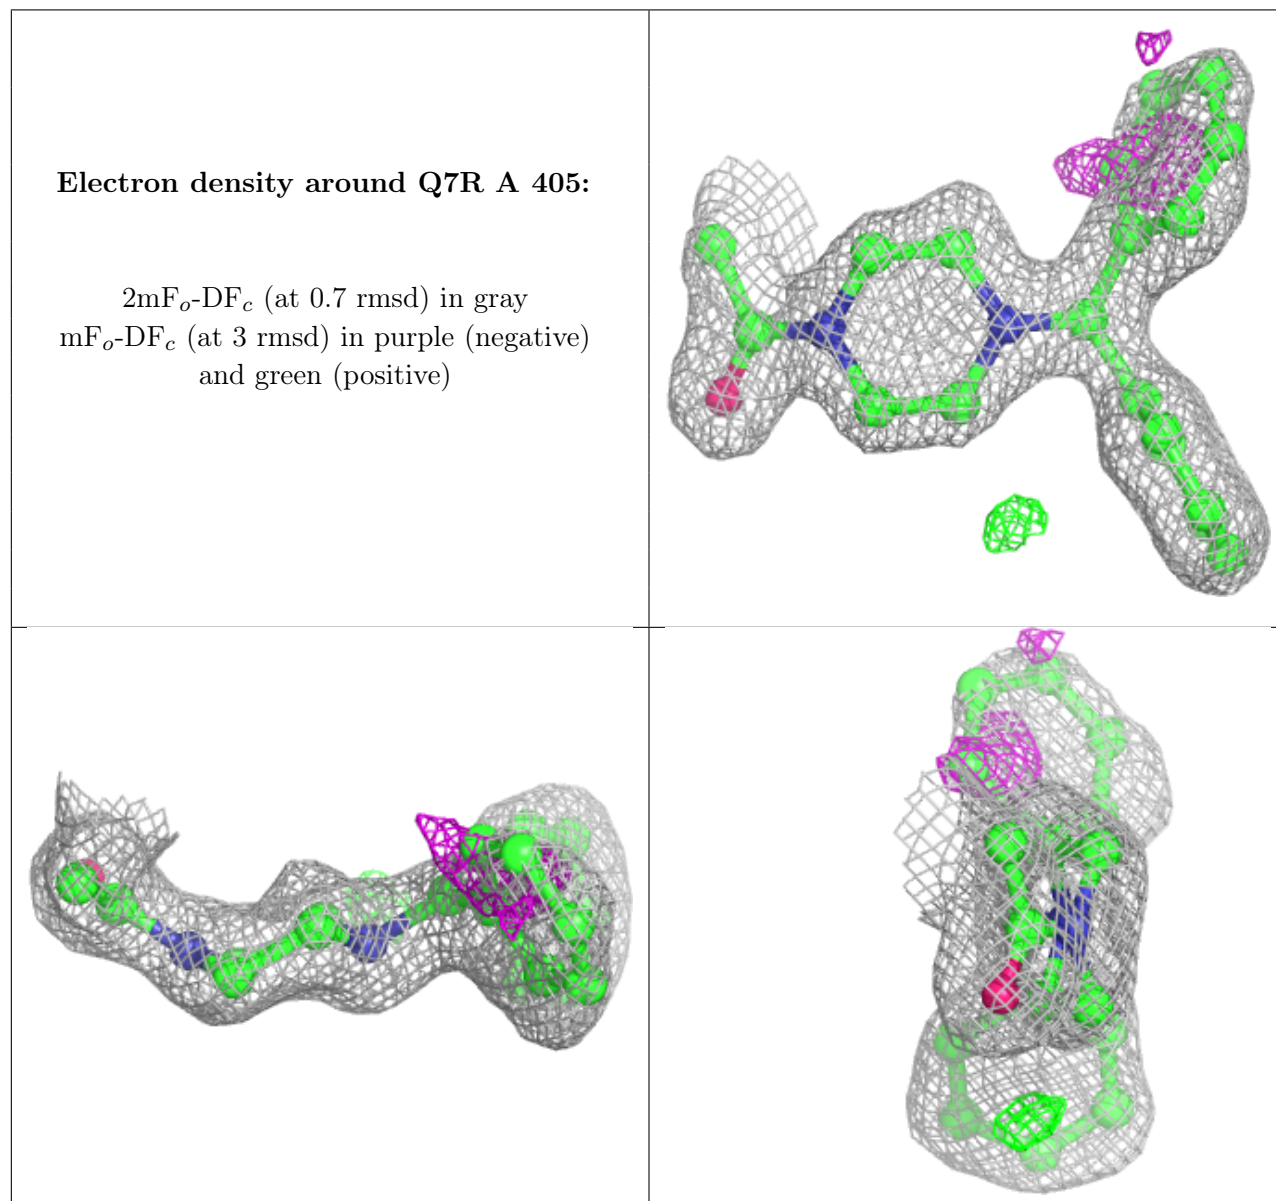 Electron density around Q7R A 405:
2mFo-DFc (at 0.7 rmsd) in gray
mFo-DFc (at 3 rmsd) in purple (negative)
and green (positive)